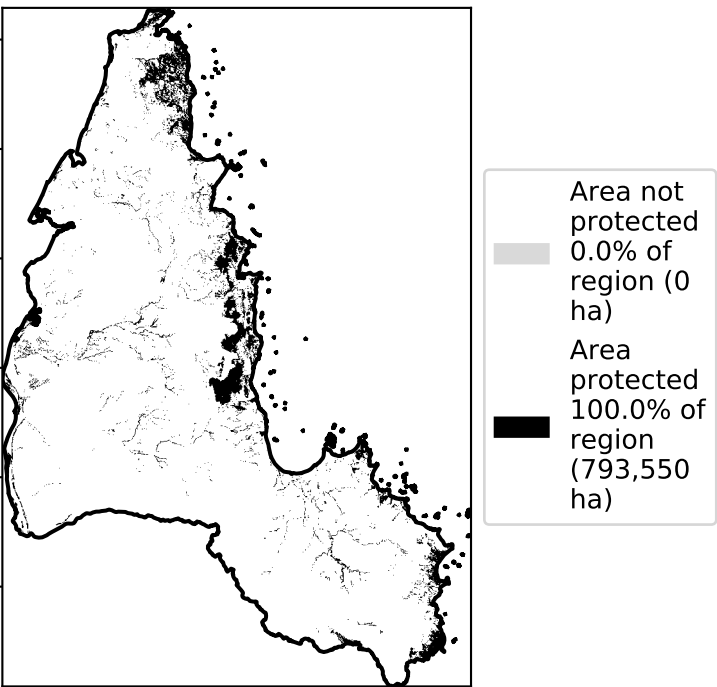 Area not
protected
0.0% of
region (0
ha)
Area
protected
100.0% of
region
(793,550
ha)